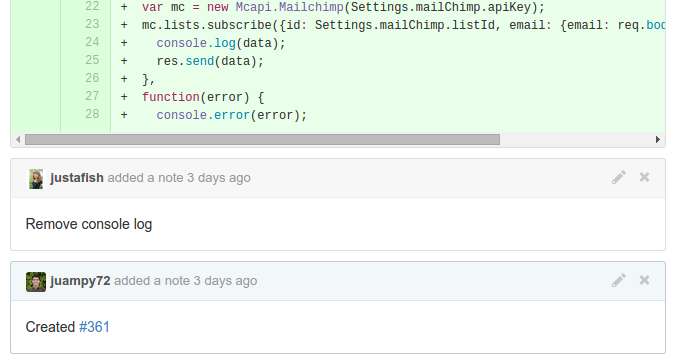 22 + var mc = new Mcapi.Mailchimp(Settings.mailChimp.apiKey);
23 + mc.lists.subscribe({id: Settings.mailChimp.listId, email: {email: req.bod
24 + console.log(data);
25 + res.send(data);
26 + },
27 + function(error) {
28 + console.error(error);
justafish added a note 3 days ago
Remove console log
juampy72 added a note 3 days ago
Created #361